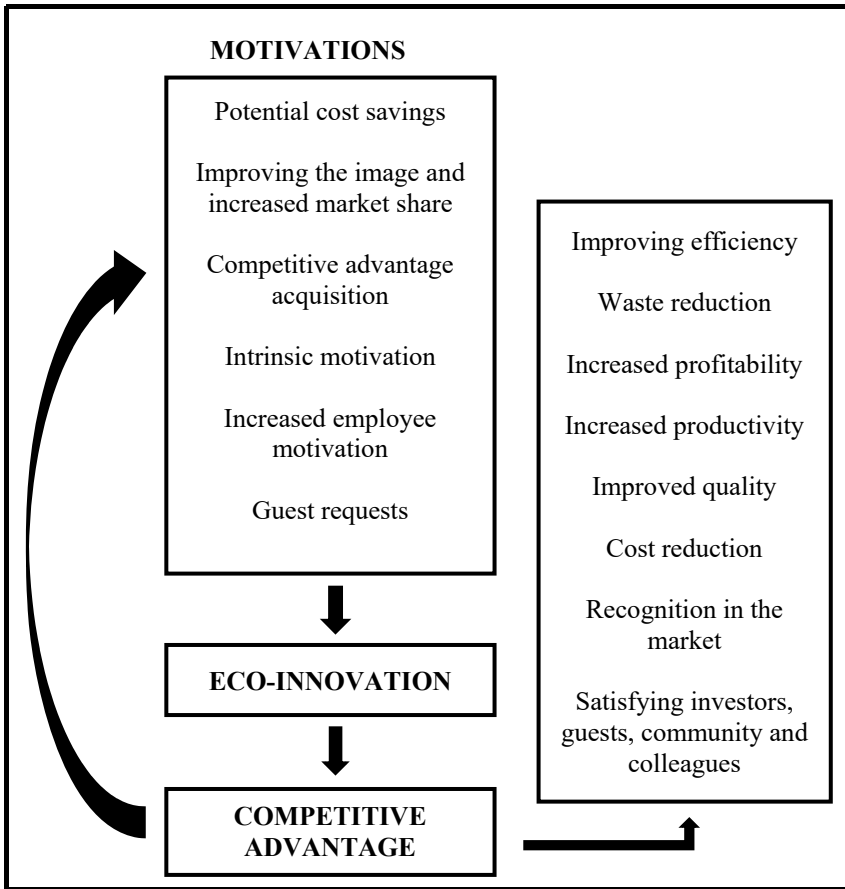 MOTIVATIONS
Potential cost savings
Improving the image and
increased market share
Competitive advantage
acquisition
Intrinsic motivation
Increased employee
motivation
Guest requests
ECO-INNOVATION
COMPETITIVE
ADVANTAGE
Improving efficiency
Waste reduction
Increased profitability
Increased productivity
Improved quality
Cost reduction
Recognition in the
market
Satisfying investors,
guests, community and
colleagues